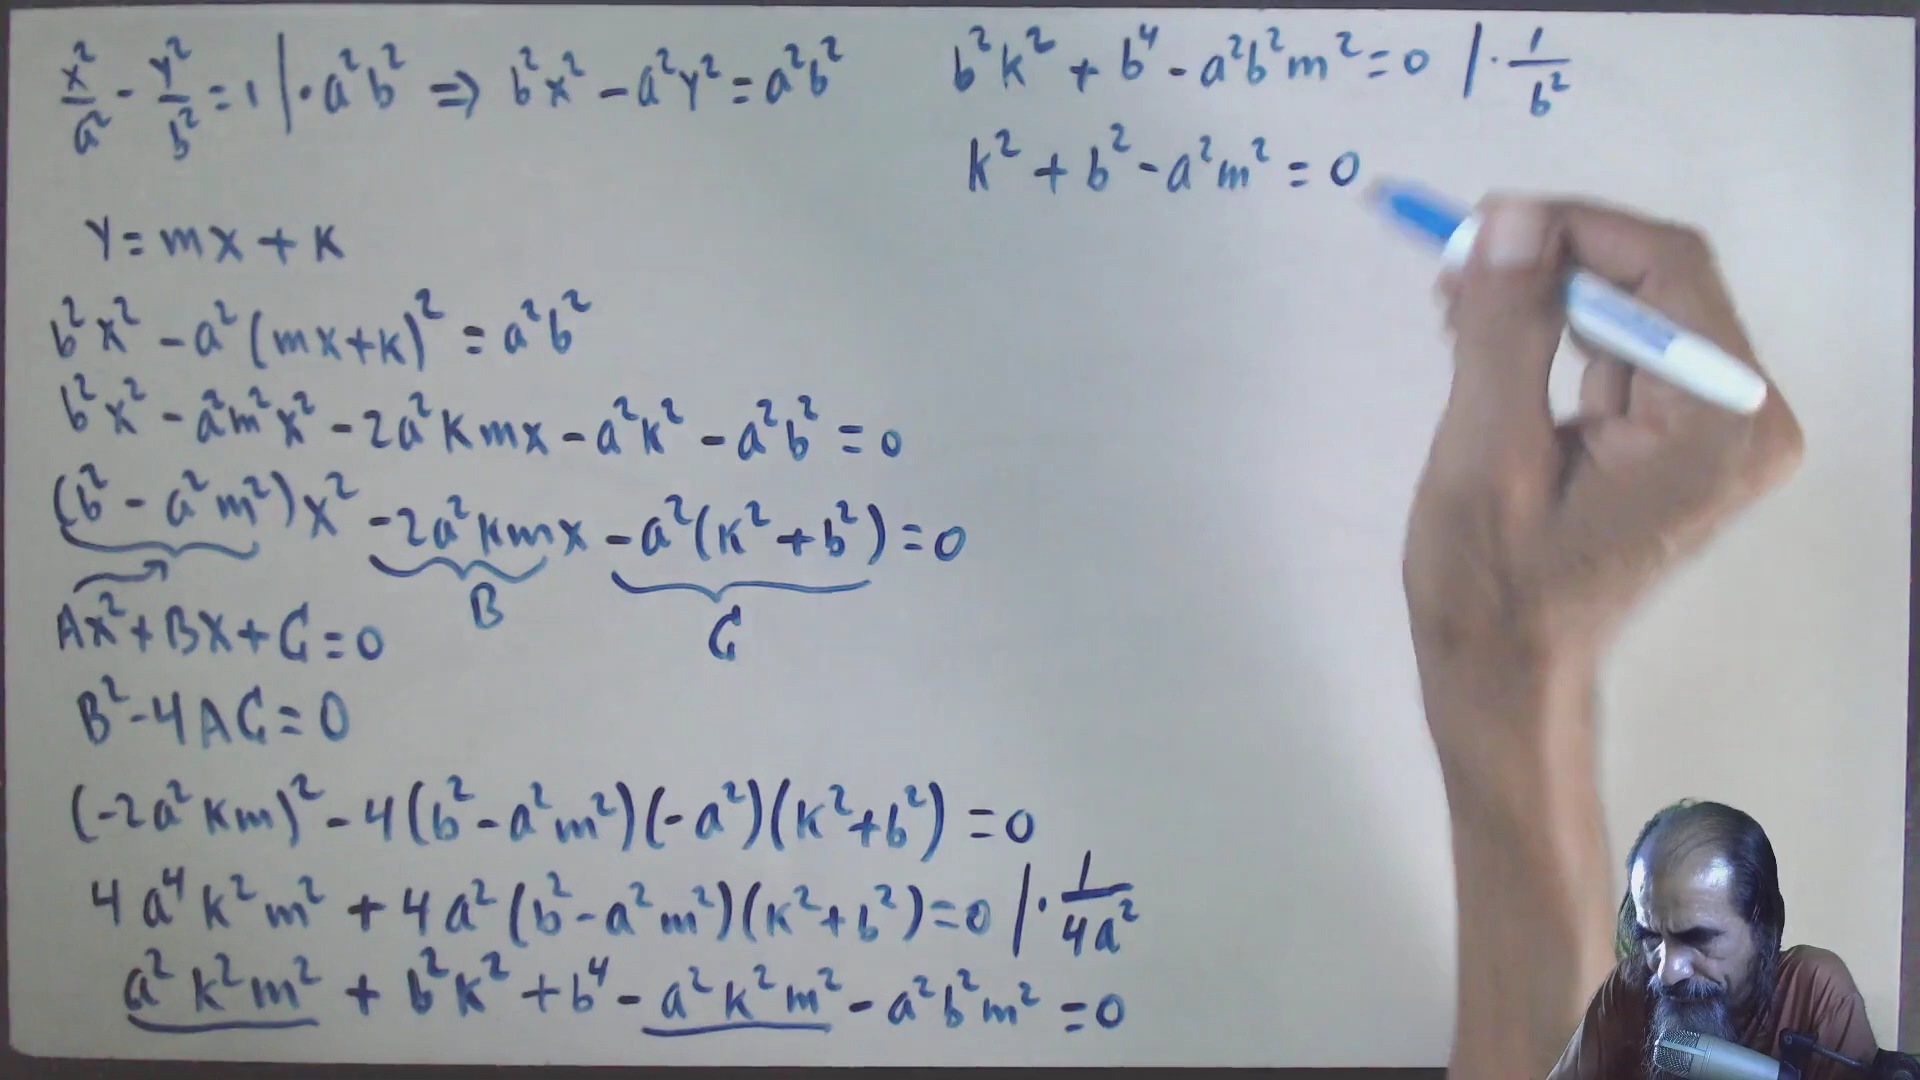 x²/a² - y²/b² = 1 | · a²b² ⇒ b²x² - a²y² = a²b²
y = mx + k
b²x² - a²(mx+k)² = a²b²
b²x² - a²m²x² - 2a²kmx - a²k² - a²b² = 0
(b² - a²m²)x² - 2a²kmx - a²(k² + b²) = 0
B C
Ax² + Bx + C = 0
B² - 4AC = 0
(-2a²km)² - 4(b² - a²m²)(-a²)(k² + b²) = 0
4a⁴k²m² + 4a²(b² - a²m²)(k² + b²) = 0 | · 1/4a²
a²k²m² + b²k² + b⁴ - a²k²m² - a²b²m² = 0
b²k² + b⁴ - a²b²m² = 0 | · 1/b²
k² + b² - a²m² = 0